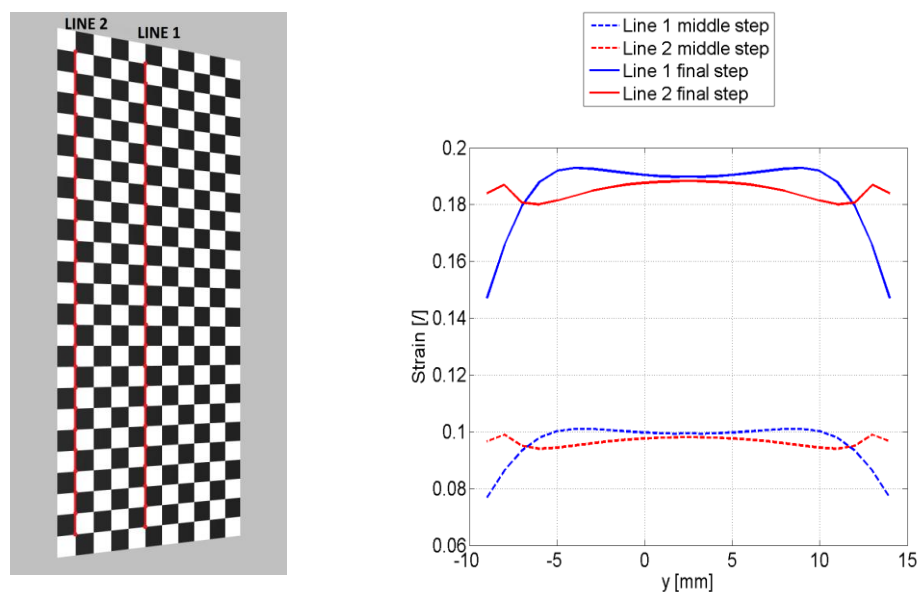 LINE 2
LINE 1
Line 1 middle step
Line 2 middle step
Line 1 final step
Line 2 final step
0.2
0.18
0.16
0.14
0.12
0.1
0.08
0.06
Strain [/]
-10
-5
0
5
10
15
y [mm]